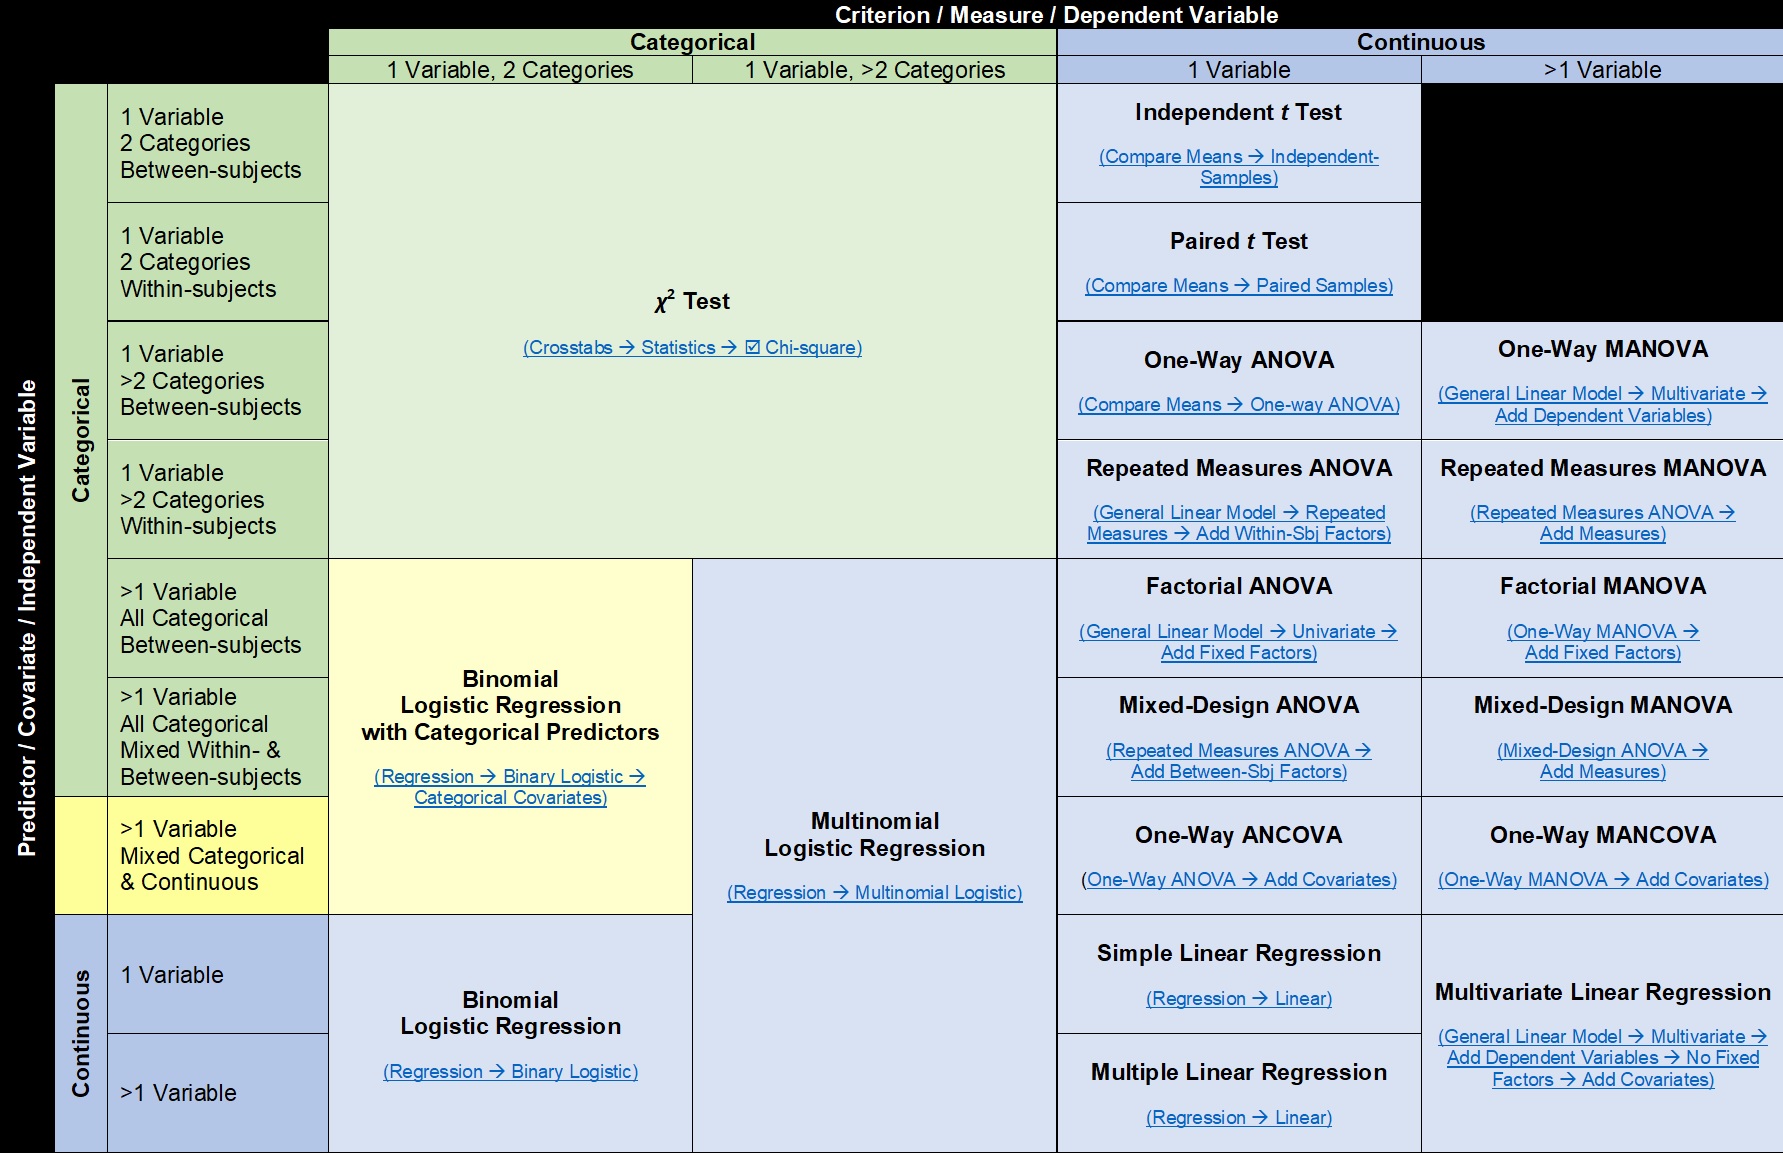 Criterion / Measure / Dependent Variable
Categorical
Continuous
1 Variable, 2 Categories
1 Variable, >2 Categories
1 Variable
>1 Variable
Predictor / Covariate / Independent Variable
Categorical
1 Variable
2 Categories
Between-subjects
χ² Test
(Crosstabs → Statistics → ☑ Chi-square)
Independent t Test
(Compare Means → Independent-
Samples)
1 Variable
2 Categories
Within-subjects
Paired t Test
(Compare Means → Paired Samples)
1 Variable
>2 Categories
Between-subjects
One-Way ANOVA
(Compare Means → One-way ANOVA)
One-Way MANOVA
(General Linear Model → Multivariate →
Add Dependent Variables)
1 Variable
>2 Categories
Within-subjects
Repeated Measures ANOVA
(General Linear Model → Repeated
Measures → Add Within-Sbj Factors)
Repeated Measures MANOVA
(Repeated Measures ANOVA →
Add Measures)
>1 Variable
All Categorical
Between-subjects
Binomial
Logistic Regression
with Categorical Predictors
(Regression → Binary Logistic →
Categorical Covariates)
Multinomial
Logistic Regression
(Regression → Multinomial Logistic)
Factorial ANOVA
(General Linear Model → Univariate →
Add Fixed Factors)
Factorial MANOVA
(One-Way MANOVA →
Add Fixed Factors)
>1 Variable
All Categorical
Mixed Within- &
Between-subjects
Mixed-Design ANOVA
(Repeated Measures ANOVA →
Add Between-Sbj Factors)
Mixed-Design MANOVA
(Mixed-Design ANOVA →
Add Measures)
>1 Variable
Mixed Categorical
& Continuous
One-Way ANCOVA
(One-Way ANOVA → Add Covariates)
One-Way MANCOVA
(One-Way MANOVA → Add Covariates)
Continuous
1 Variable
Binomial
Logistic Regression
(Regression → Binary Logistic)
Simple Linear Regression
(Regression → Linear)
Multivariate Linear Regression
(General Linear Model → Multivariate →
Add Dependent Variables → No Fixed
Factors → Add Covariates)
>1 Variable
Multiple Linear Regression
(Regression → Linear)